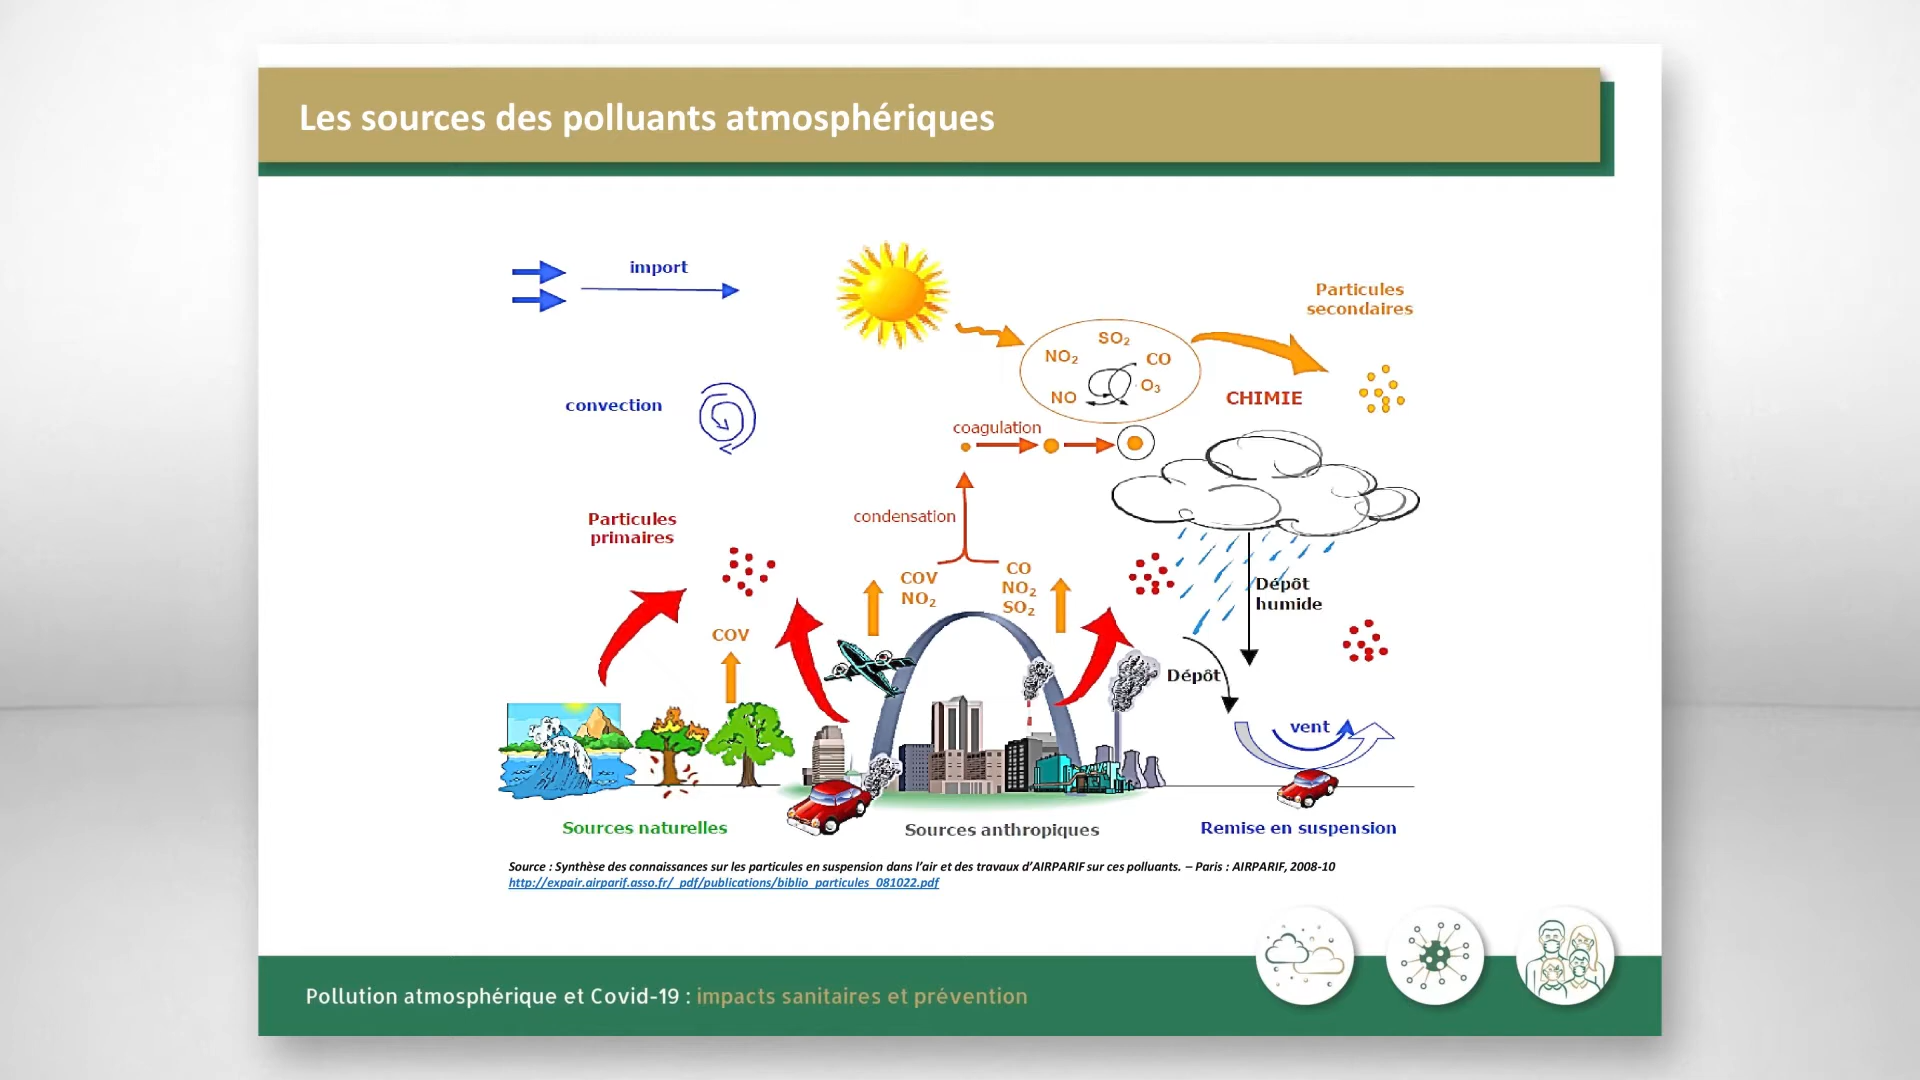 Les sources des polluants atmosphériques
import
Particules
secondaires
SO₂
NO₂
CO
O₃
NO
CHIMIE
convection
coagulation
condensation
Particules
primaires
COV
NO₂
CO
NO₂
SO₂
Dépôt
humide
COV
Dépôt
vent
Sources naturelles
Sources anthropiques
Remise en suspension
Source : Synthèse des connaissances sur les particules en suspension dans l'air et des travaux d'AIRPARIF sur ces polluants. – Paris : AIRPARIF, 2008-10
http://expair.airparif.asso.fr/_pdf/publications/biblio_particules_081022.pdf
Pollution atmosphérique et Covid-19 : impacts sanitaires et prévention